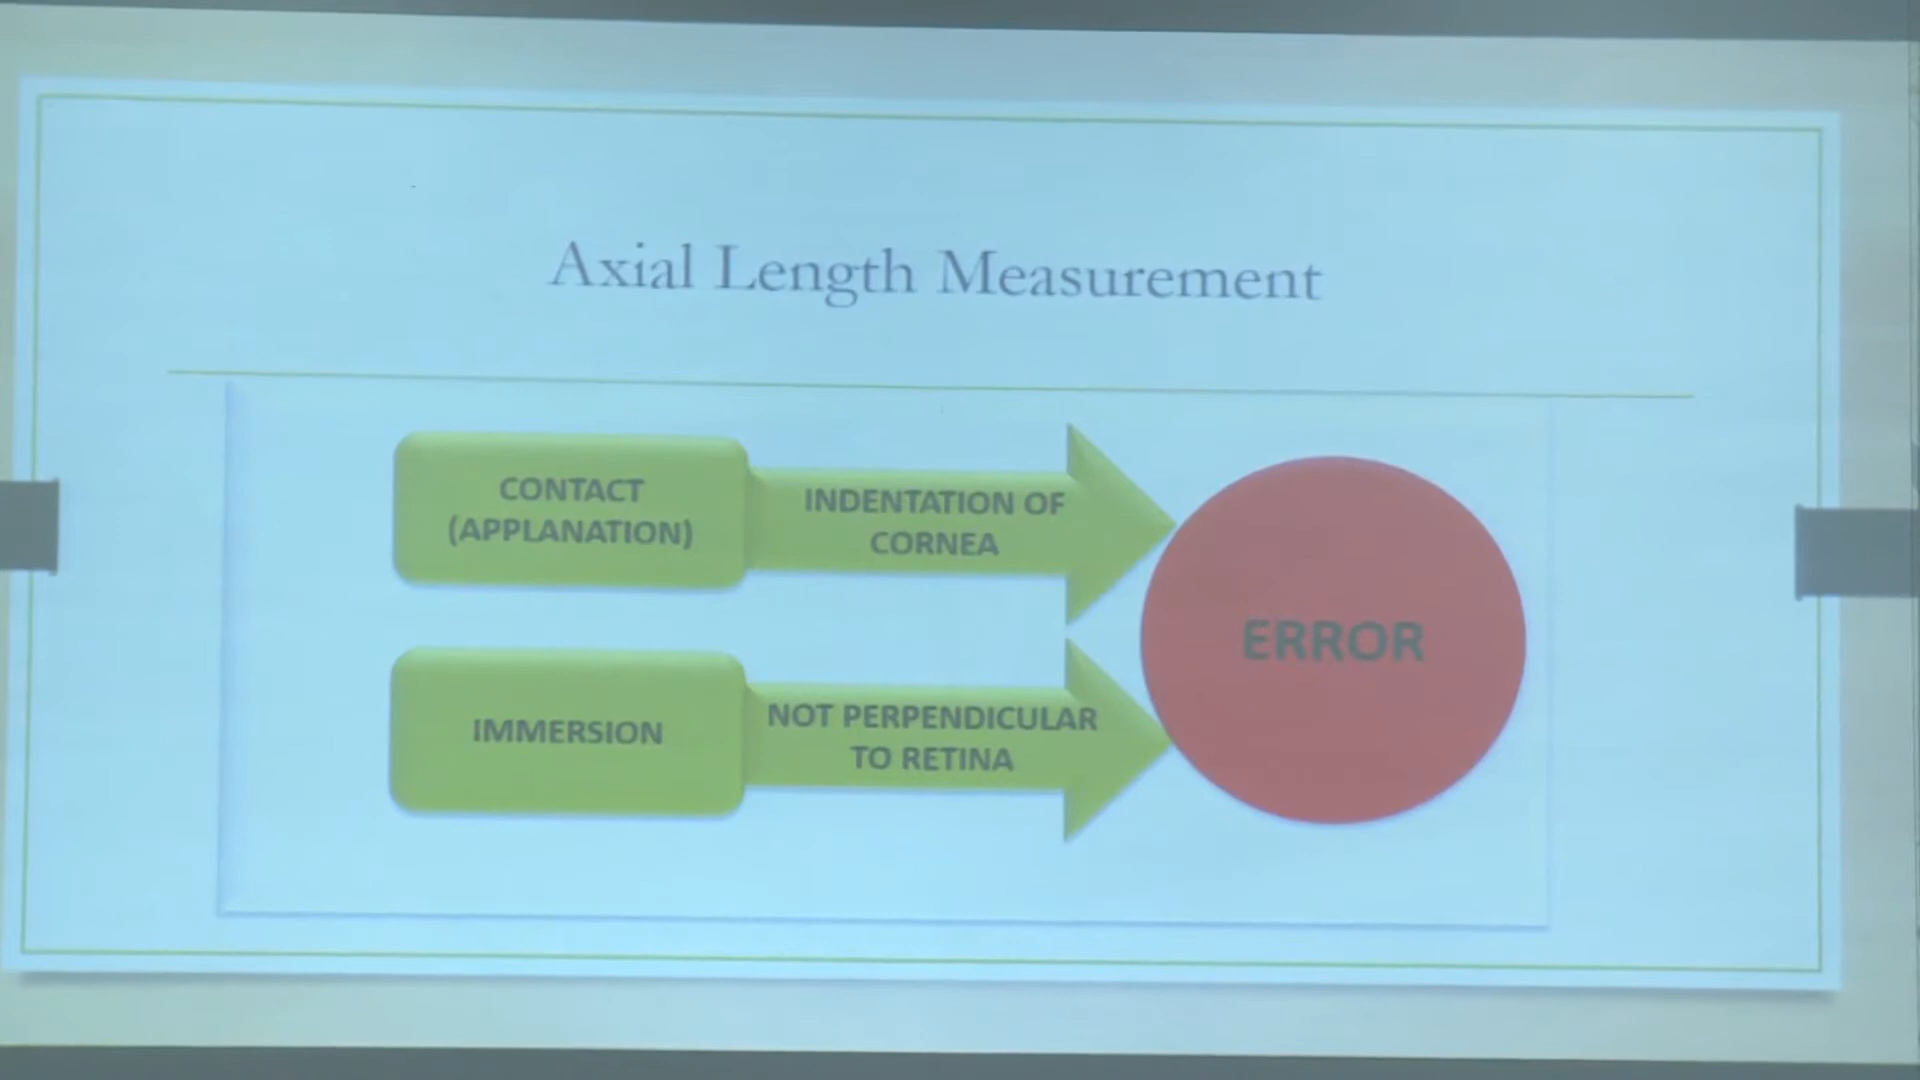 Axial Length Measurement
CONTACT
(APPLANATION)
INDENTATION OF
CORNEA
ERROR
IMMERSION
NOT PERPENDICULAR
TO RETINA